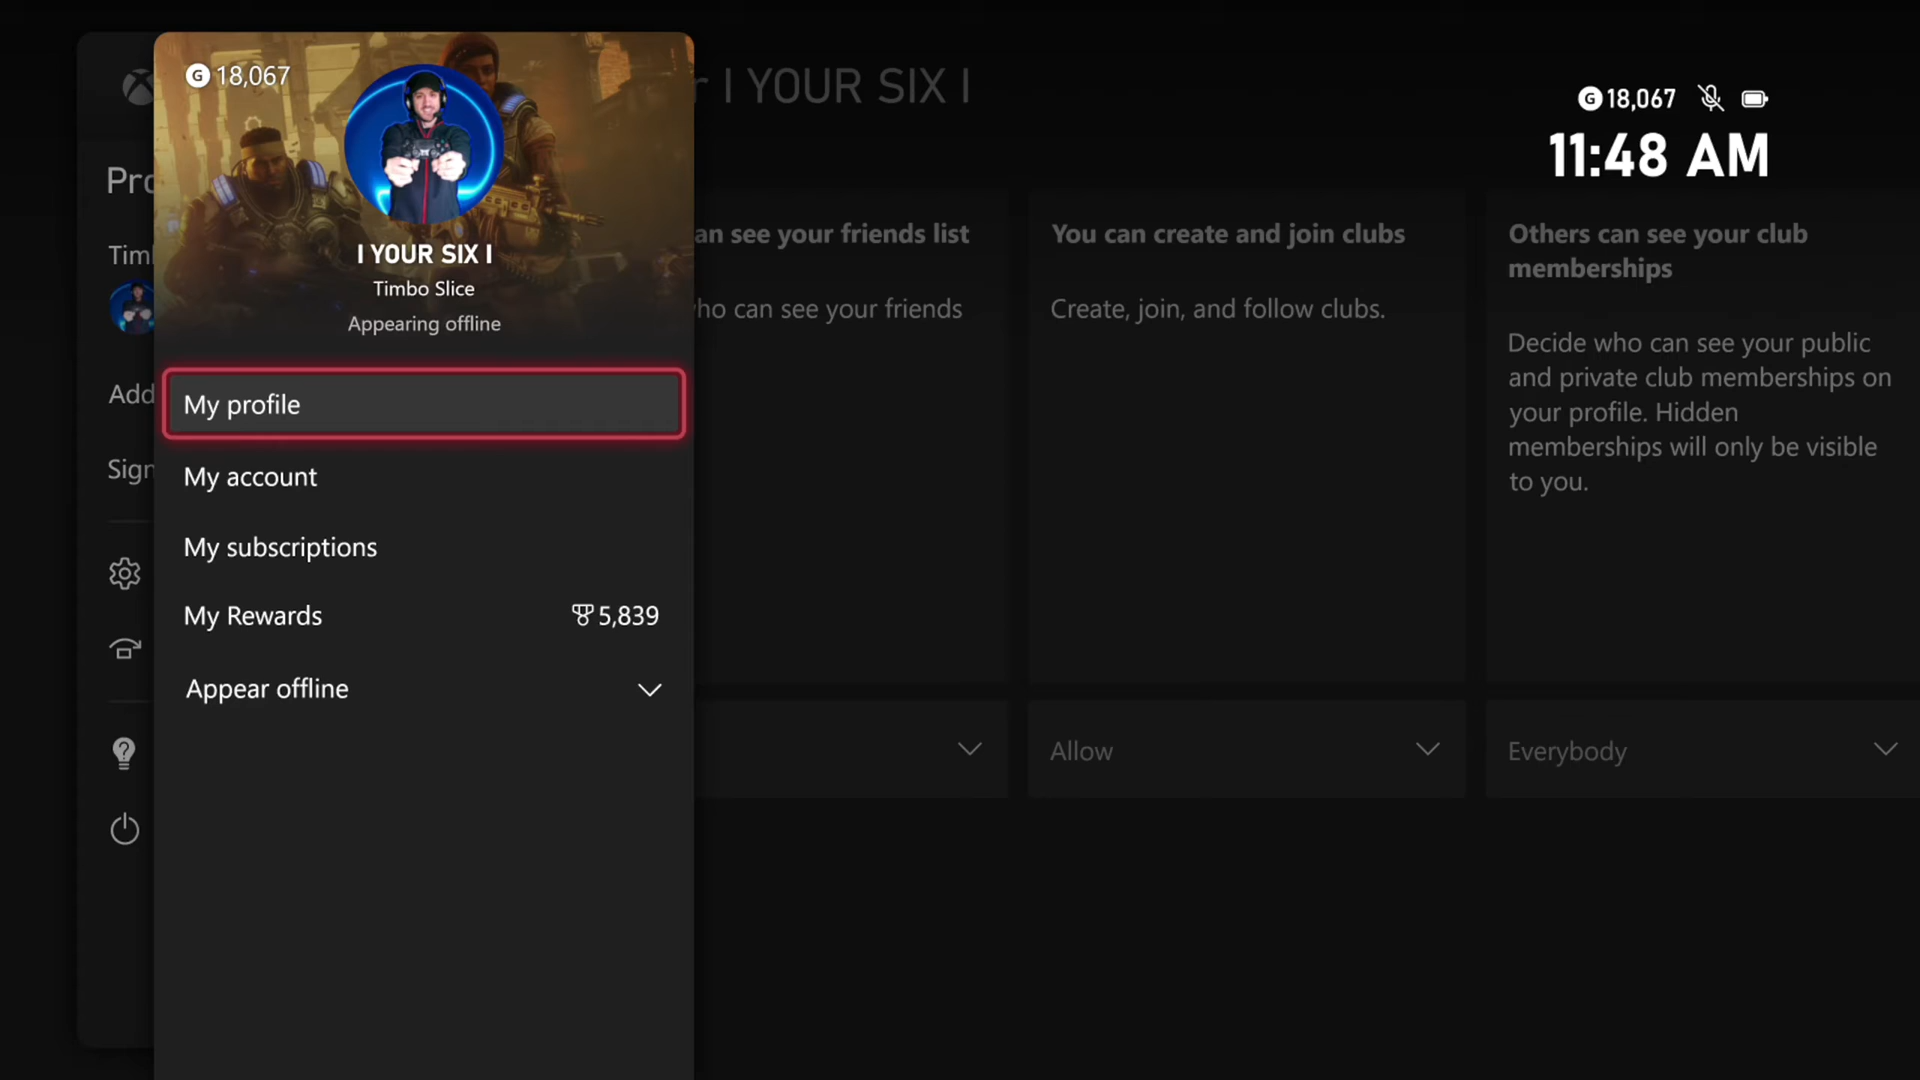 G 18,067
I YOUR SIX I
Timbo Slice
Appearing offline
My profile
My account
My subscriptions
My Rewards 5,839
Appear offline
Pro
Timb
Add
Sign
r I YOUR SIX I
G 18,067
11:48 AM
an see your friends list
who can see your friends
You can create and join clubs
Create, join, and follow clubs.
Allow
Others can see your club
memberships
Decide who can see your public
and private club memberships on
your profile. Hidden
memberships will only be visible
to you.
Everybody